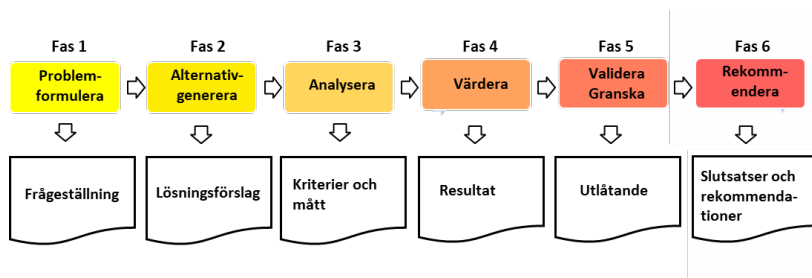 Fas 1
Fas 2
Fas 3
Fas 4
Fas 5
Fas 6
Problem-
formulera
Alternativ-
generera
Analysera
Värdera
Validera
Granska
Rekomm-
endera
Frågeställning
Lösningsförslag
Kriterier och
mått
Resultat
Utlåtande
Slutsatser och
rekommenda-
tioner